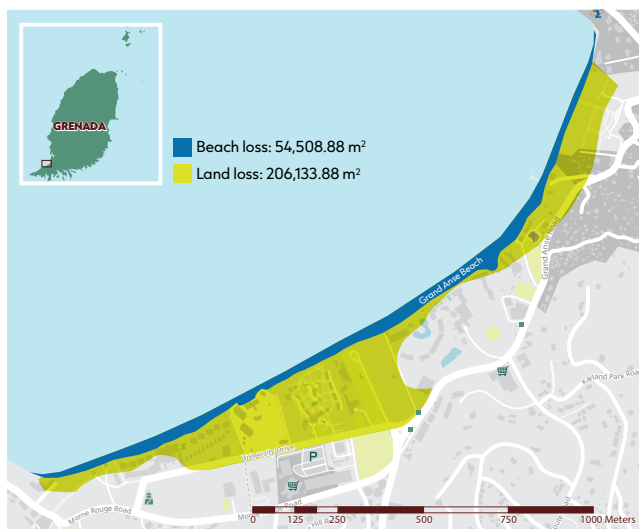 GRENADA
Beach loss: 54,508.88 m²
Land loss: 206,133.88 m²
Grand Anse Road
Grand Anse Beach
Karland Park Road
University Drive
P
Morne Rouge Road
0 125 250 500 750 1000 Meters